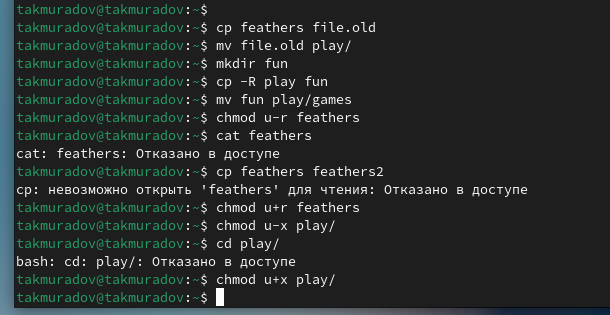 takmuradov@takmuradov:~$
takmuradov@takmuradov:~$ cp feathers file.old
takmuradov@takmuradov:~$ mv file.old play/
takmuradov@takmuradov:~$ mkdir fun
takmuradov@takmuradov:~$ cp -R play fun
takmuradov@takmuradov:~$ mv fun play/games
takmuradov@takmuradov:~$ chmod u-r feathers
takmuradov@takmuradov:~$ cat feathers
cat: feathers: Отказано в доступе
takmuradov@takmuradov:~$ cp feathers feathers2
cp: невозможно открыть 'feathers' для чтения: Отказано в доступе
takmuradov@takmuradov:~$ chmod u+r feathers
takmuradov@takmuradov:~$ chmod u-x play/
takmuradov@takmuradov:~$ cd play/
bash: cd: play/: Отказано в доступе
takmuradov@takmuradov:~$ chmod u+x play/
takmuradov@takmuradov:~$